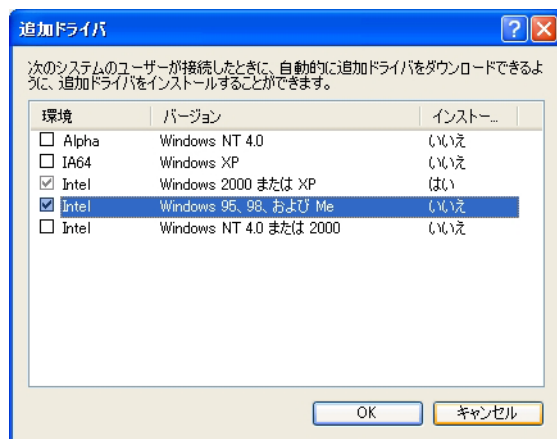 追加ドライバ
次のシステムのユーザーが接続したときに、自動的に追加ドライバをダウンロードできるよ
うに、追加ドライバをインストールすることができます。
環境 バージョン インストー...
Alpha Windows NT 4.0 いいえ
IA64 Windows XP いいえ
Intel Windows 2000 または XP はい
Intel Windows 95、98、および Me いいえ
Intel Windows NT 4.0 または 2000 いいえ
OK キャンセル